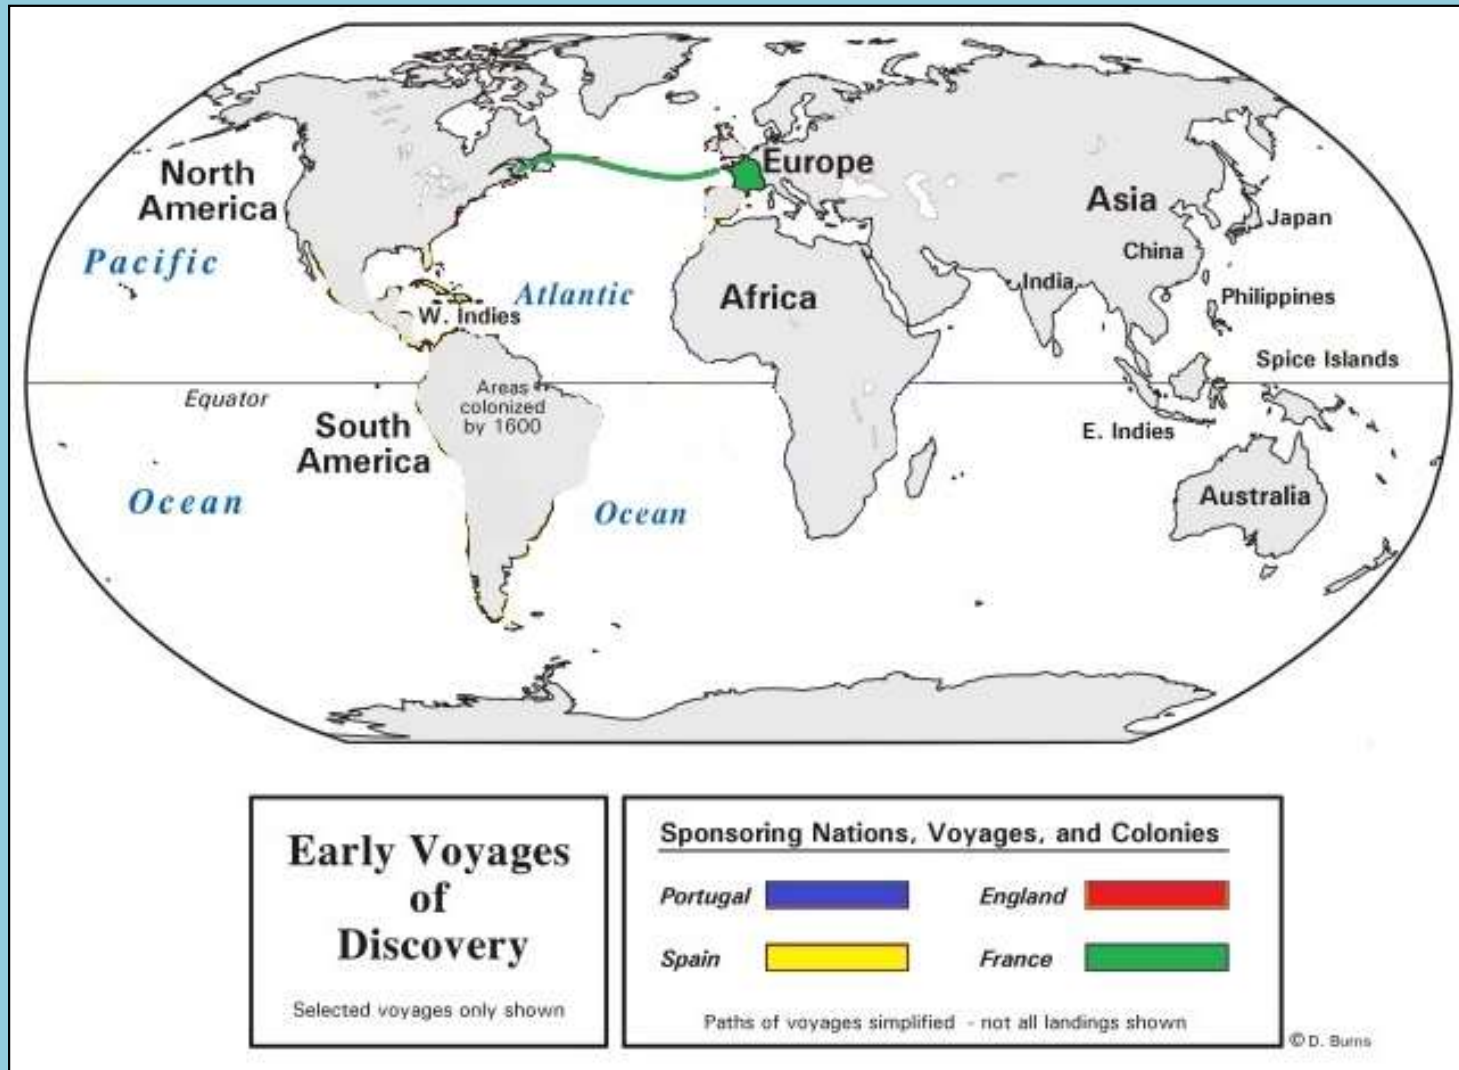 North
America
Europe
Asia
Japan
China
Pacific
India
Atlantic
Africa
Philippines
W. Indies
Spice Islands
Equator
Areas
colonized
by 1600
South
America
E. Indies
Ocean
Ocean
Australia
Early Voyages
of
Discovery
Selected voyages only shown
Sponsoring Nations, Voyages, and Colonies
Portugal
England
Spain
France
Paths of voyages simplified - not all landings shown
© D. Burns